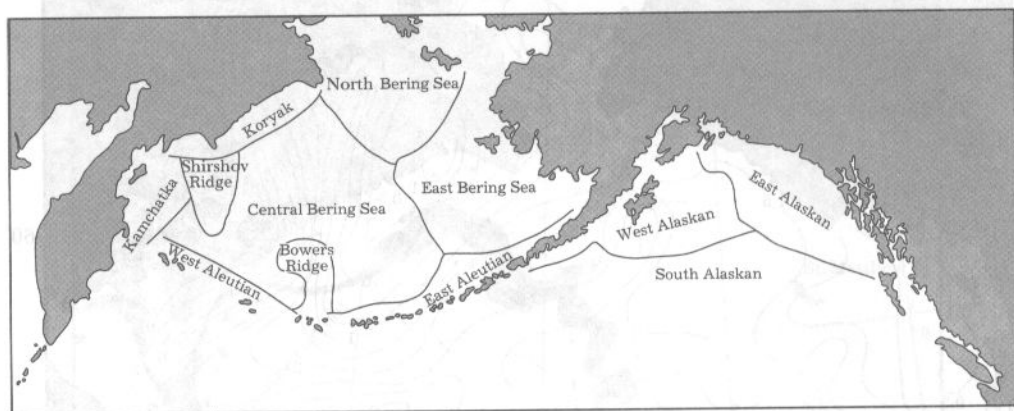 North Bering Sea
Koryak
Shirshov
Ridge
East Bering Sea
East Alaskan
Kamchatka
Central Bering Sea
West Alaskan
Bowers
Ridge
West Aleutian
East Aleutian
South Alaskan
60